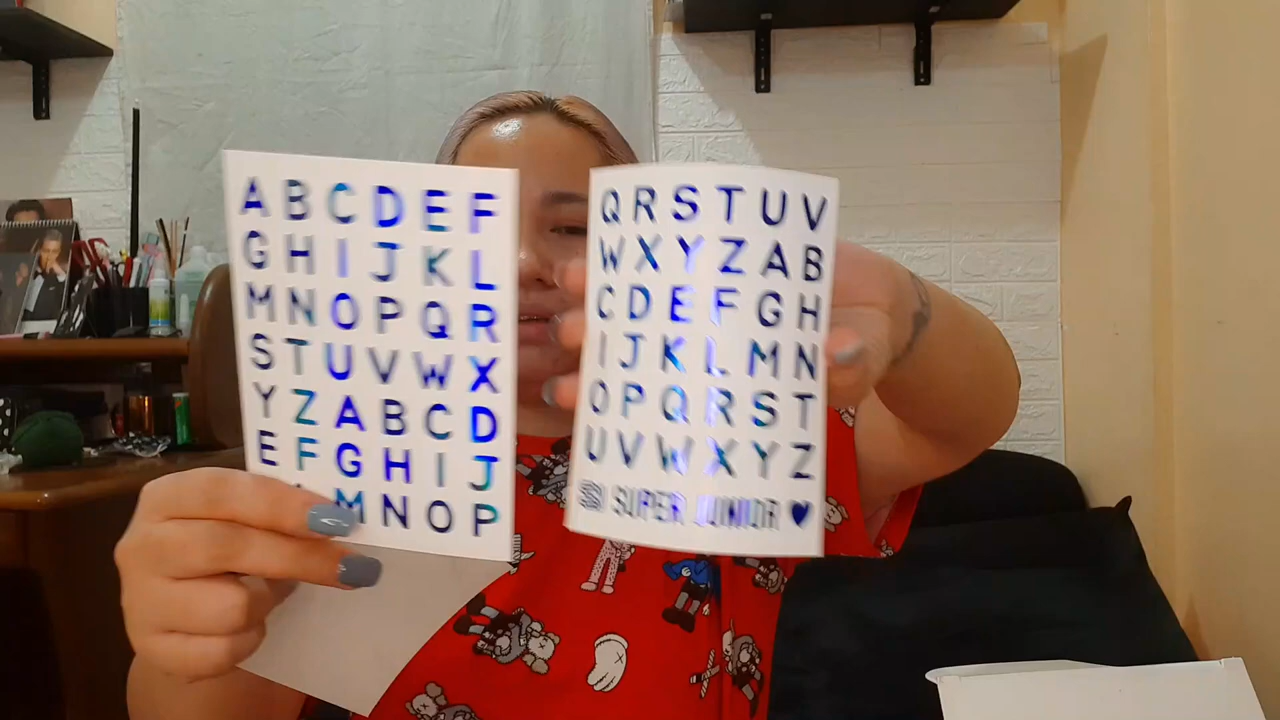 A B C D E F
G H I J K L
M N O P Q R
S T U V W X
Y Z A B C D
E F G H I J
M N O P
Q R S T U V
W X Y Z A B
C D E F G H
I J K L M N
O P Q R S T
U V W X Y Z
SUPER JUNIOR